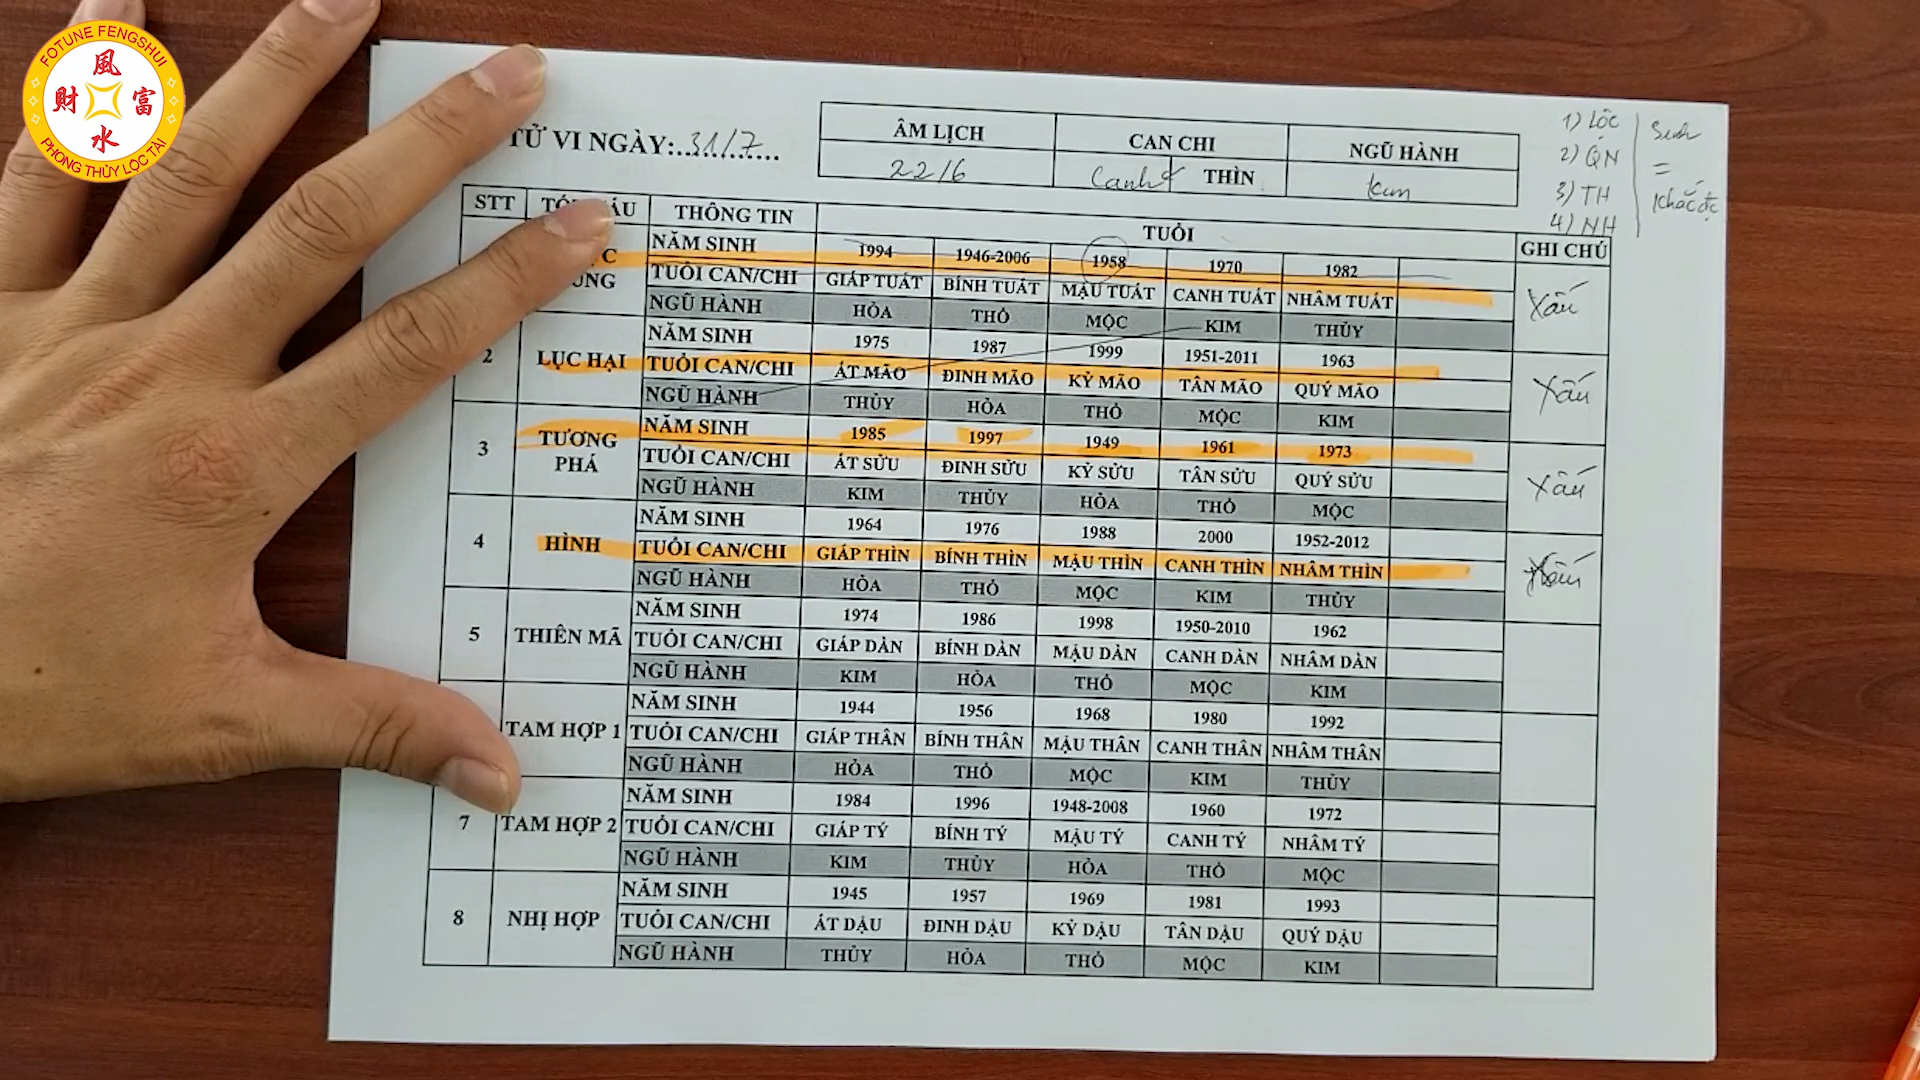 FOTUNE FENGSHUI
風
財 富
水
PHONG THỦY LỘC TÀI
TỬ VI NGÀY:.31/7
ÂM LỊCH CAN CHI NGŨ HÀNH
22/6 Canh THÌN kim
1) LỘC
2) QN
3) TH
4) NH
Sinh
=
Khắc
STT THÔNG TIN TUỔI GHI CHÚ
NĂM SINH 1994 1946-2006 1958 1970 1982
TUỔI CAN/CHI GIÁP TUẤT BÍNH TUẤT MẬU TUẤT CANH TUẤT NHÂM TUẤT Xấu
NGŨ HÀNH HỎA THỔ MỘC KIM THỦY
NĂM SINH 1975 1987 1999 1951-2011 1963
2 LỤC HẠI TUỔI CAN/CHI ẤT MÃO ĐINH MÃO KỶ MÃO TÂN MÃO QUÝ MÃO Xấu
NGŨ HÀNH THỦY HỎA THỔ MỘC KIM
NĂM SINH 1985 1997 1949 1961 1973
3 TƯƠNG PHÁ TUỔI CAN/CHI ẤT SỬU ĐINH SỬU KỶ SỬU TÂN SỬU QUÝ SỬU Xấu
NGŨ HÀNH KIM THỦY HỎA THỔ MỘC
NĂM SINH 1964 1976 1988 2000 1952-2012
4 HÌNH TUỔI CAN/CHI GIÁP THÌN BÍNH THÌN MẬU THÌN CANH THÌN NHÂM THÌN Xấu
NGŨ HÀNH HỎA THỔ MỘC KIM THỦY
NĂM SINH 1974 1986 1998 1950-2010 1962
5 THIÊN MÃ TUỔI CAN/CHI GIÁP DẦN BÍNH DẦN MẬU DẦN CANH DẦN NHÂM DẦN
NGŨ HÀNH KIM HỎA THỔ MỘC KIM
NĂM SINH 1944 1956 1968 1980 1992
TAM HỢP 1 TUỔI CAN/CHI GIÁP THÂN BÍNH THÂN MẬU THÂN CANH THÂN NHÂM THÂN
NGŨ HÀNH HỎA THỔ MỘC KIM THỦY
NĂM SINH 1984 1996 1948-2008 1960 1972
7 TAM HỢP 2 TUỔI CAN/CHI GIÁP TÝ BÍNH TÝ MẬU TÝ CANH TÝ NHÂM TÝ
NGŨ HÀNH KIM THỦY HỎA THỔ MỘC
NĂM SINH 1945 1957 1969 1981 1993
8 NHỊ HỢP TUỔI CAN/CHI ẤT DẬU ĐINH DẬU KỶ DẬU TÂN DẬU QUÝ DẬU
NGŨ HÀNH THỦY HỎA THỔ MỘC KIM